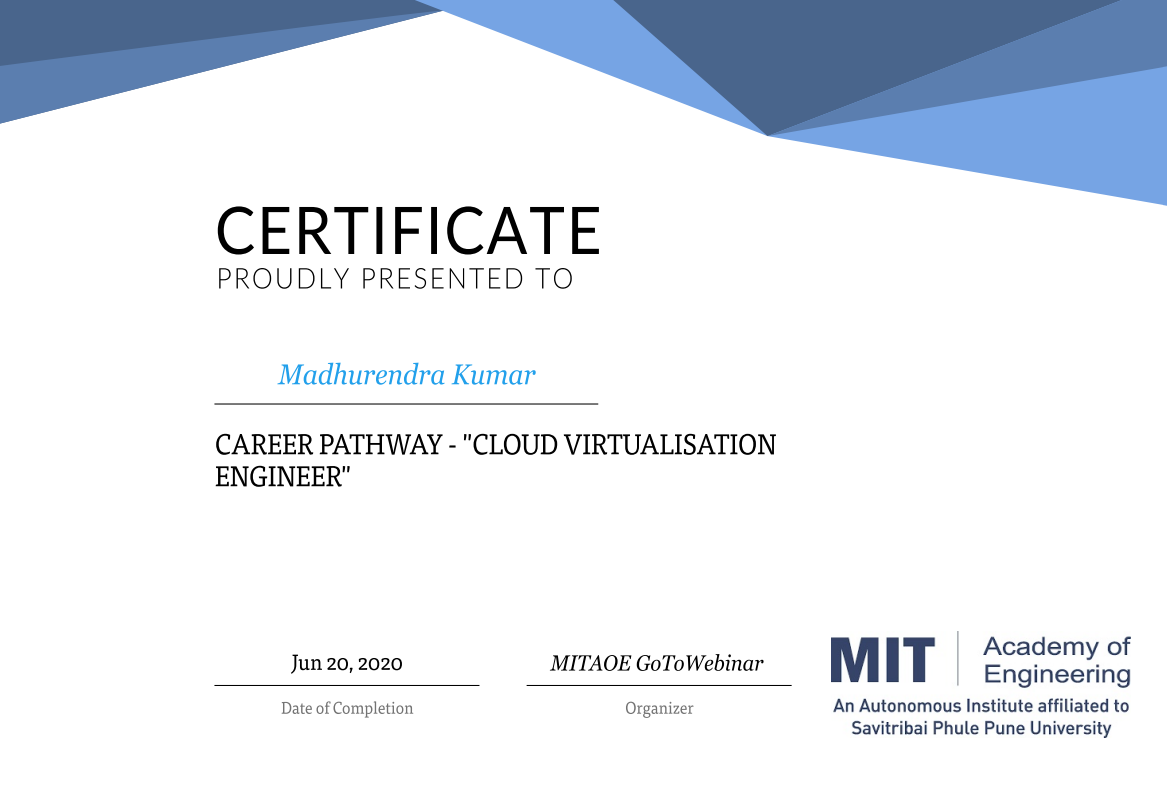 CERTIFICATE
PROUDLY PRESENTED TO
Madhurendra Kumar
CAREER PATHWAY - "CLOUD VIRTUALISATION
ENGINEER"
Jun 20, 2020
Date of Completion
MITAOE GoToWebinar
Organizer
MIT
Academy of
Engineering
An Autonomous Institute affiliated to
Savitribai Phule Pune University